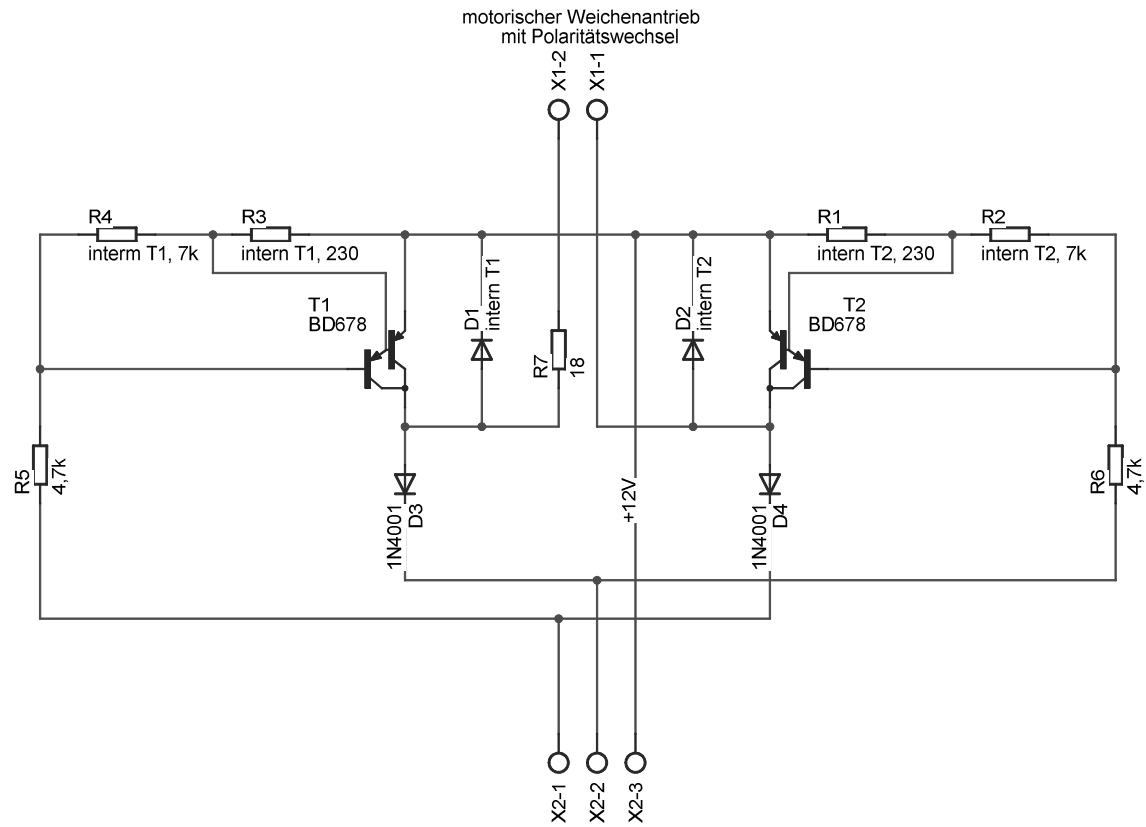 motorischer Weichenantrieb
mit Polaritätswechsel
X1-2
X1-1
R4
interm T1, 7k
R3
intern T1, 230
R1
intern T2, 230
R2
intern T2, 7k
T1
BD678
D1
intern T1
R7
18
D2
intern T2
T2
BD678
R5
4,7k
1N4001
D3
+12V
1N4001
D4
R6
4,7k
X2-1
X2-2
X2-3